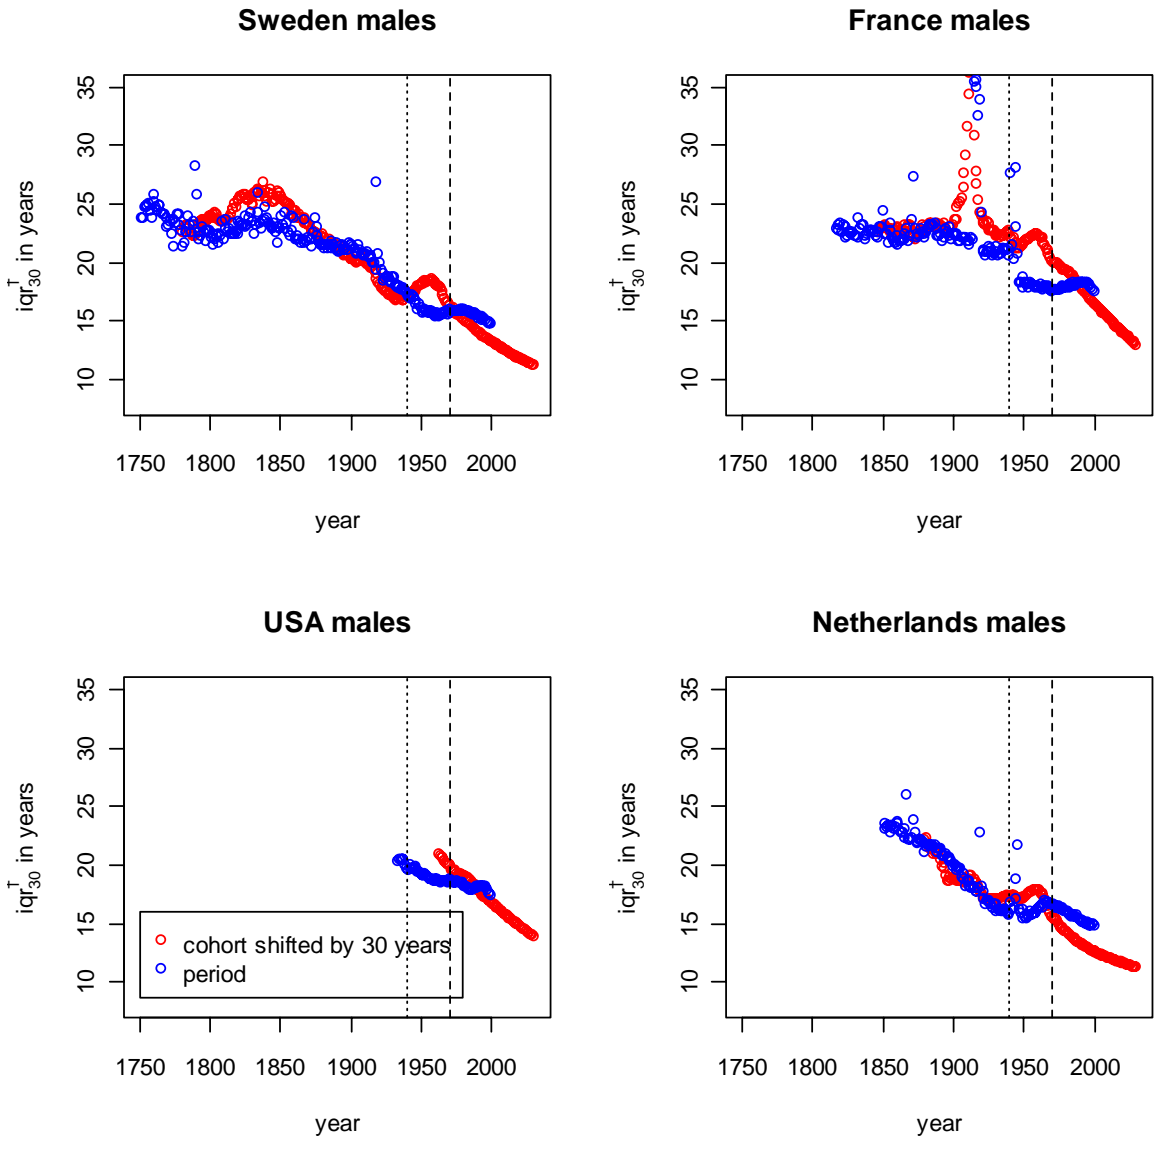 Sweden males
iqr†30 in years
35
30
25
20
15
10
1750 1800 1850 1900 1950 2000
year
France males
iqr†30 in years
35
30
25
20
15
10
1750 1800 1850 1900 1950 2000
year
USA males
iqr†30 in years
35
30
25
20
15
10
cohort shifted by 30 years
period
1750 1800 1850 1900 1950 2000
year
Netherlands males
iqr†30 in years
35
30
25
20
15
10
1750 1800 1850 1900 1950 2000
year